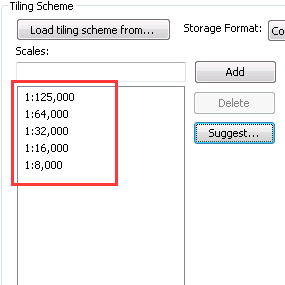 Tiling Scheme
Load tiling scheme from...
Storage Format:
Scales:
Add
1:125,000
1:64,000
1:32,000
1:16,000
1:8,000
Delete
Suggest...